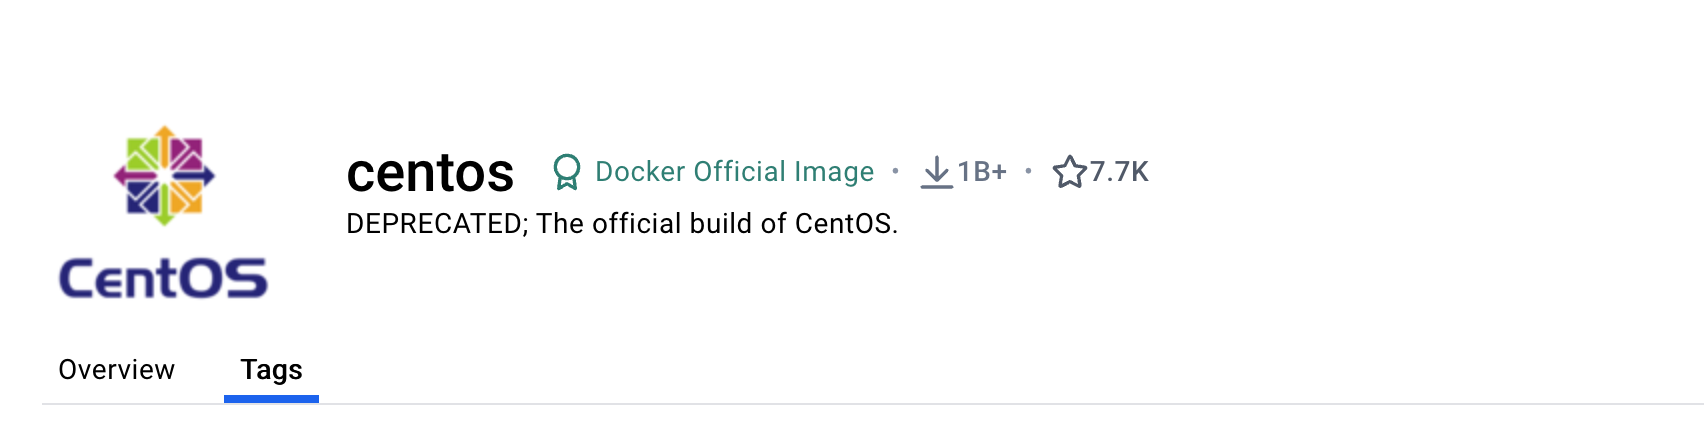 CentOS
centos Docker Official Image • 1B+ • 7.7K
DEPRECATED; The official build of CentOS.
Overview Tags